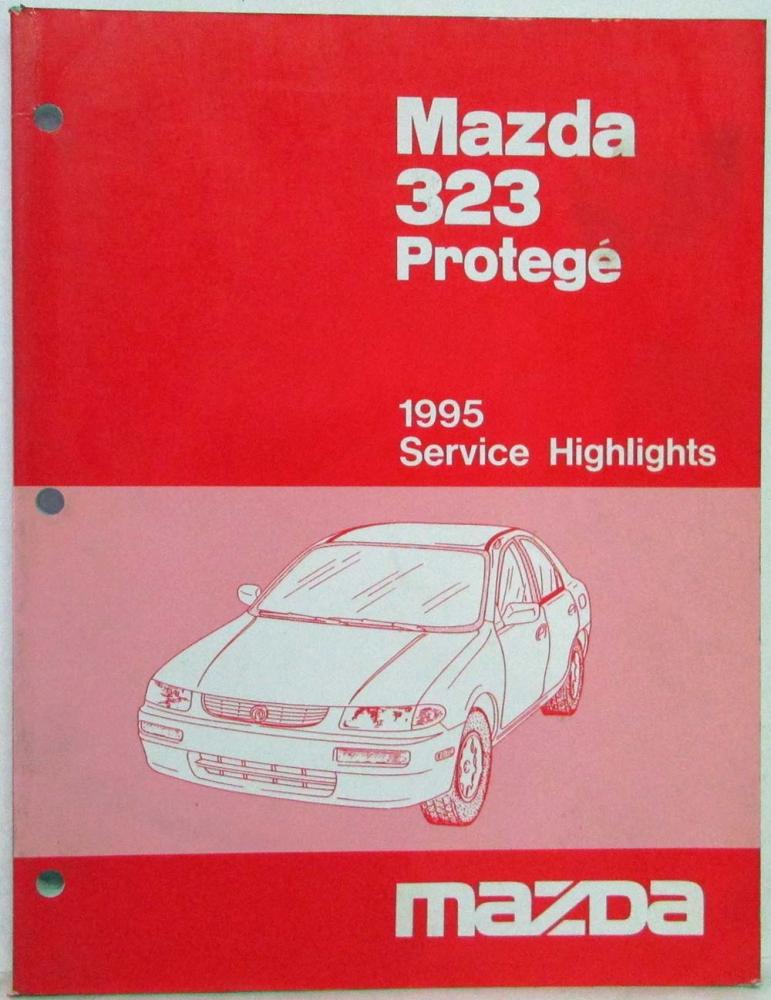 Mazda
323
Protegé
1995
Service Highlights
mazda